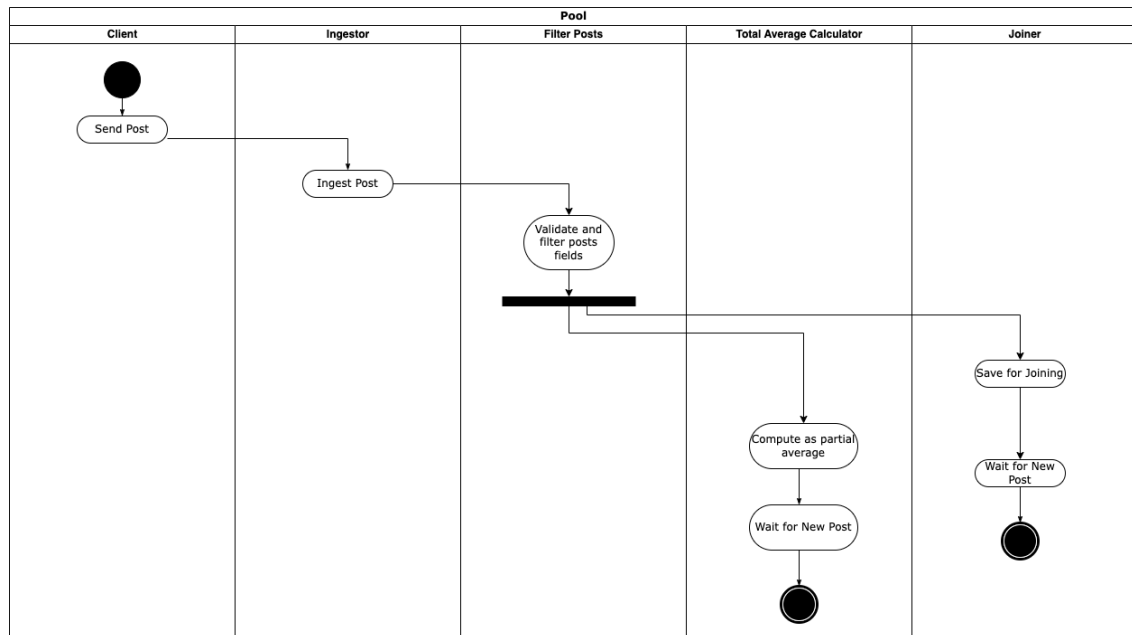 Pool
Client
Ingestor
Filter Posts
Total Average Calculator
Joiner
Send Post
Ingest Post
Validate and
filter posts
fields
Save for Joining
Compute as partial
average
Wait for New
Post
Wait for New Post